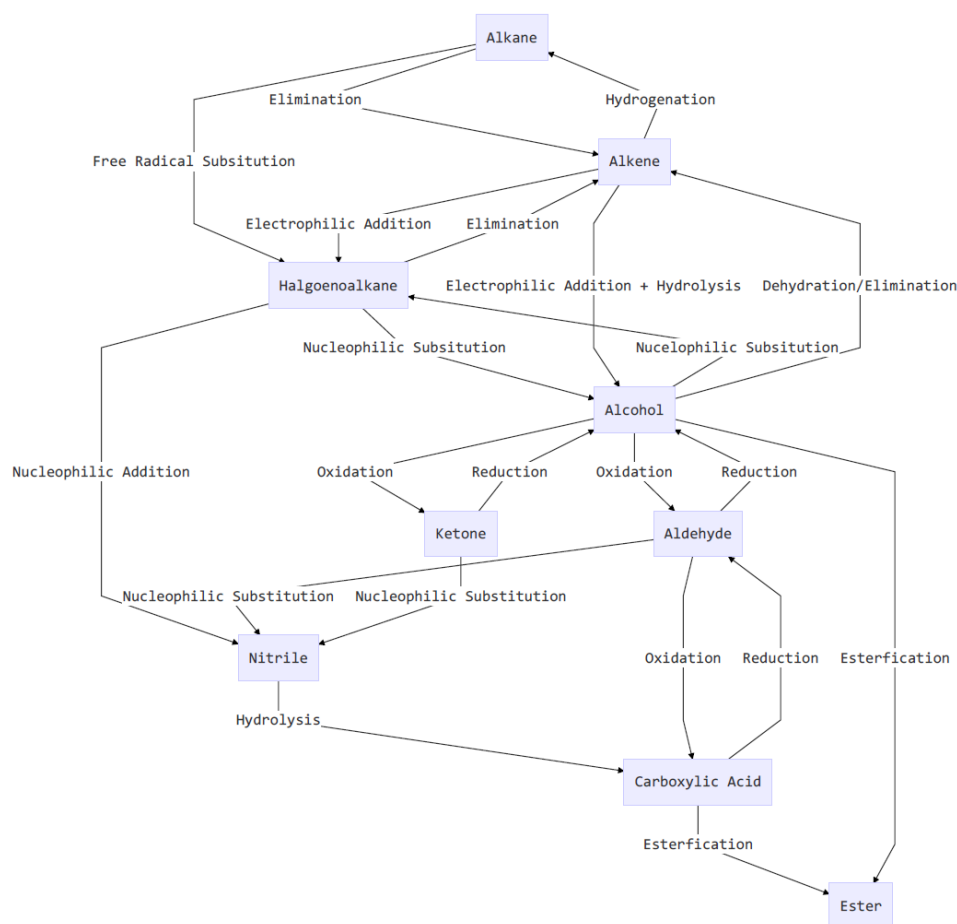 Alkane
Elimination
Hydrogenation
Free Radical Subsitution
Alkene
Electrophilic Addition
Elimination
Halgoenoalkane
Electrophilic Addition + Hydrolysis
Dehydration/Elimination
Nucleophilic Subsitution
Nucelophilic Subsitution
Alcohol
Nucleophilic Addition
Oxidation
Reduction
Oxidation
Reduction
Ketone
Aldehyde
Nucleophilic Substitution
Nucleophilic Substitution
Nitrile
Oxidation
Reduction
Esterfication
Hydrolysis
Carboxylic Acid
Esterfication
Ester